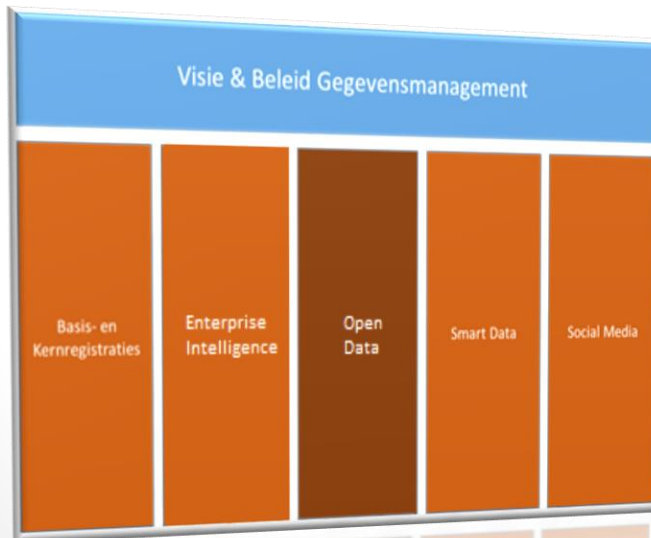 Visie & Beleid Gegevensmanagement
Basis- en
Kernregistraties
Enterprise
Intelligence
Open
Data
Smart Data
Social Media